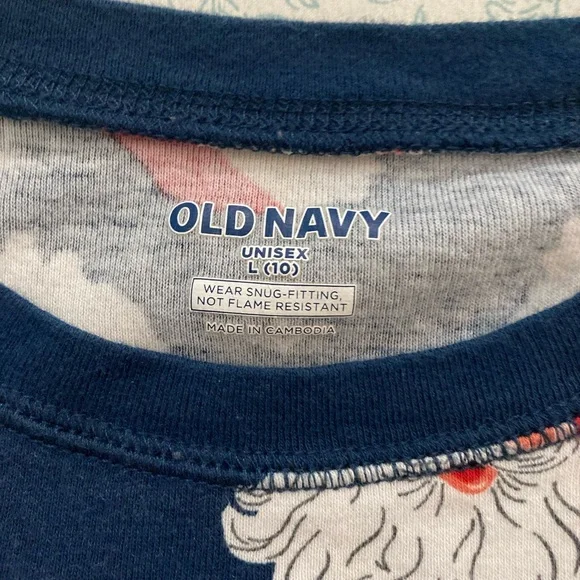 OLD NAVY
UNISEX
L (10)
WEAR SNUG-FITTING,
NOT FLAME RESISTANT
MADE IN CAMBODIA